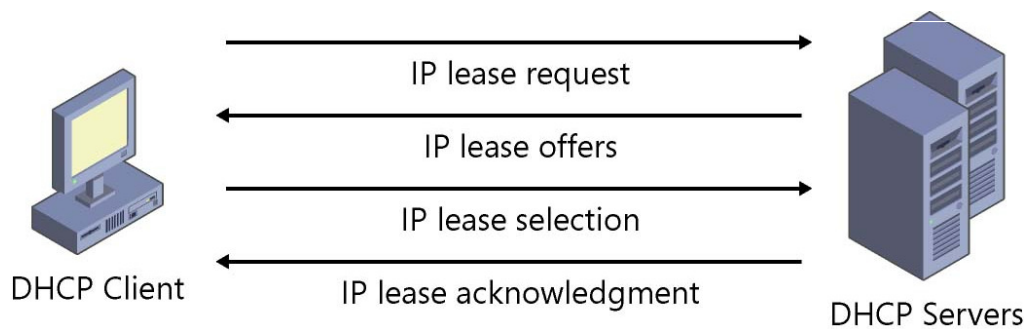 IP lease request
IP lease offers
IP lease selection
IP lease acknowledgment
DHCP Client
DHCP Servers